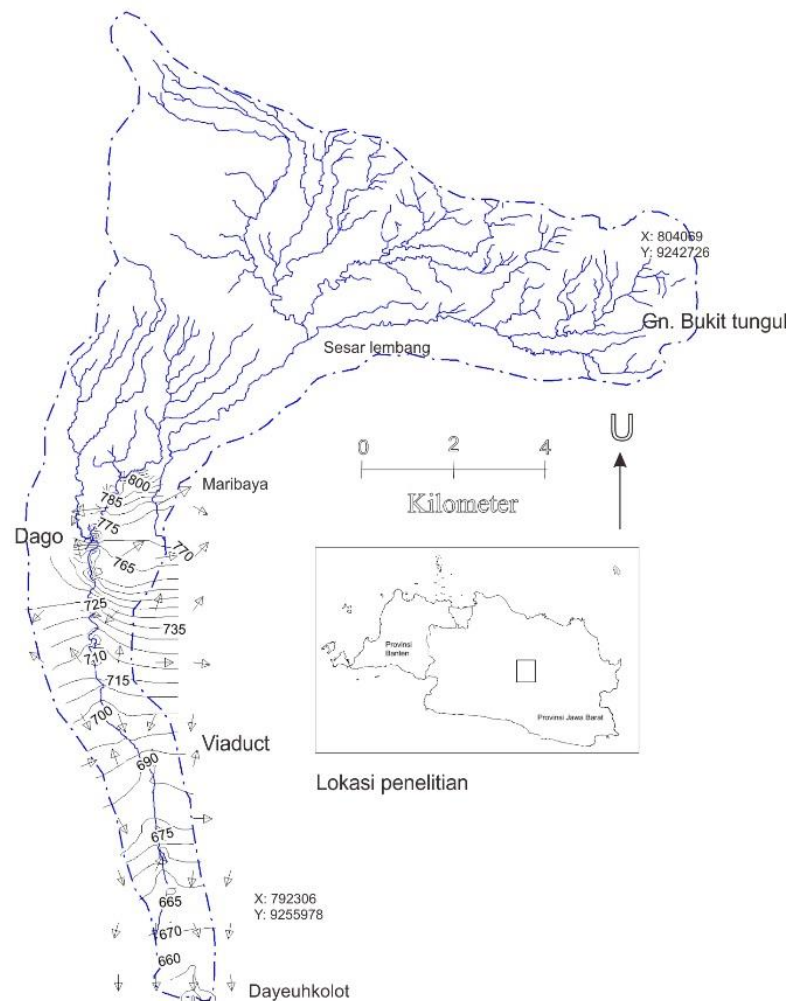 X: 804069
Y: 9242726
Gn. Bukit tungul
Sesar lembang
U
0 2 4
Kilometer
800
Maribaya
785
775
Dago
770
765
725
735
710
715
700
Viaduct
690
675
665
670
660
X: 792306
Y: 9255978
Dayeuhkolot
Provinsi
Banten
Provinsi Jawa Barat
Lokasi penelitian